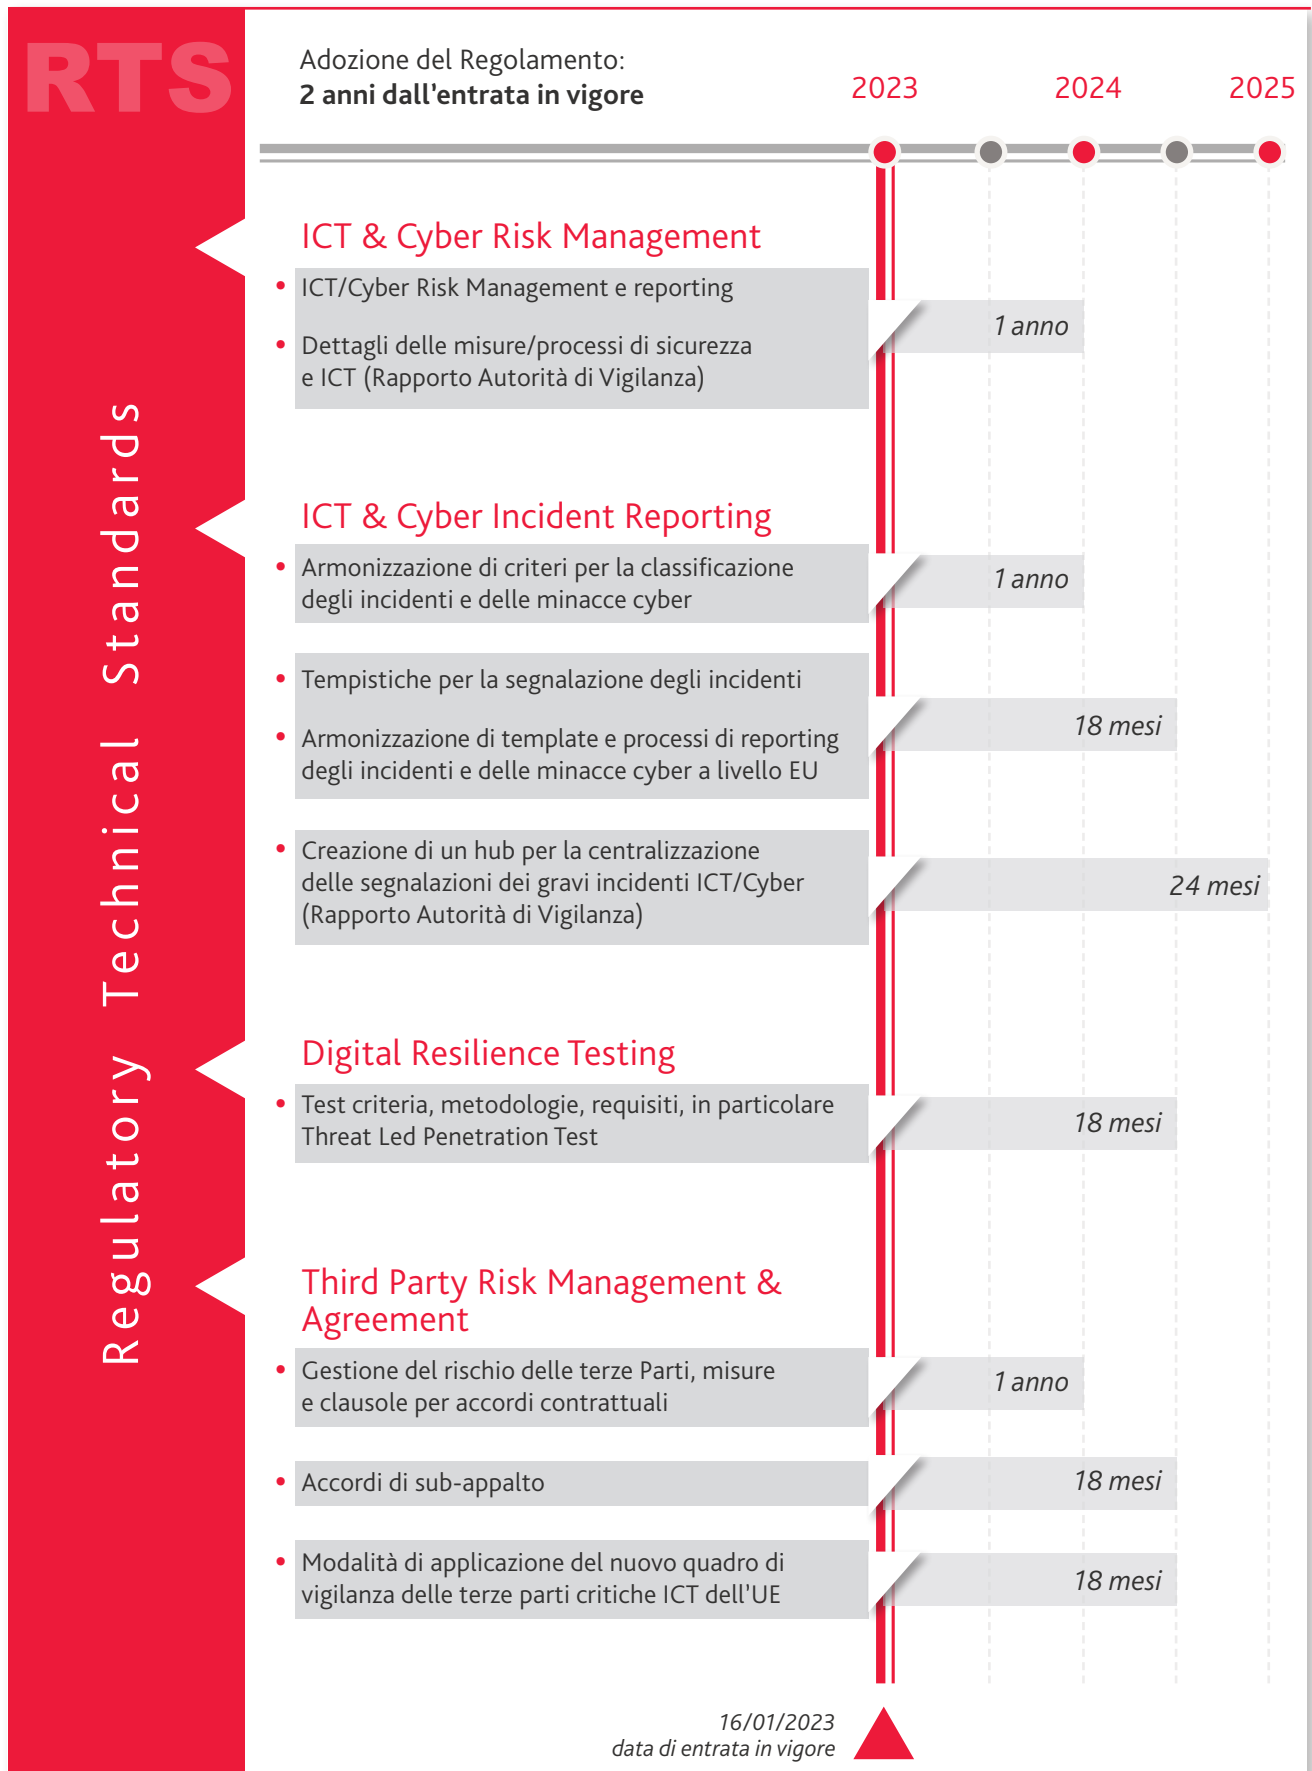 RTS
Regulatory Technical Standards
Adozione del Regolamento:
2 anni dall'entrata in vigore
2023
2024
2025
ICT & Cyber Risk Management
• ICT/Cyber Risk Management e reporting
• Dettagli delle misure/processi di sicurezza
e ICT (Rapporto Autorità di Vigilanza)
1 anno
ICT & Cyber Incident Reporting
• Armonizzazione di criteri per la classificazione
degli incidenti e delle minacce cyber
1 anno
• Tempistiche per la segnalazione degli incidenti
• Armonizzazione di template e processi di reporting
degli incidenti e delle minacce cyber a livello EU
18 mesi
• Creazione di un hub per la centralizzazione
delle segnalazioni dei gravi incidenti ICT/Cyber
(Rapporto Autorità di Vigilanza)
24 mesi
Digital Resilience Testing
• Test criteria, metodologie, requisiti, in particolare
Threat Led Penetration Test
18 mesi
Third Party Risk Management &
Agreement
• Gestione del rischio delle terze Parti, misure
e clausole per accordi contrattuali
1 anno
• Accordi di sub-appalto
18 mesi
• Modalità di applicazione del nuovo quadro di
vigilanza delle terze parti critiche ICT dell'UE
18 mesi
16/01/2023
data di entrata in vigore